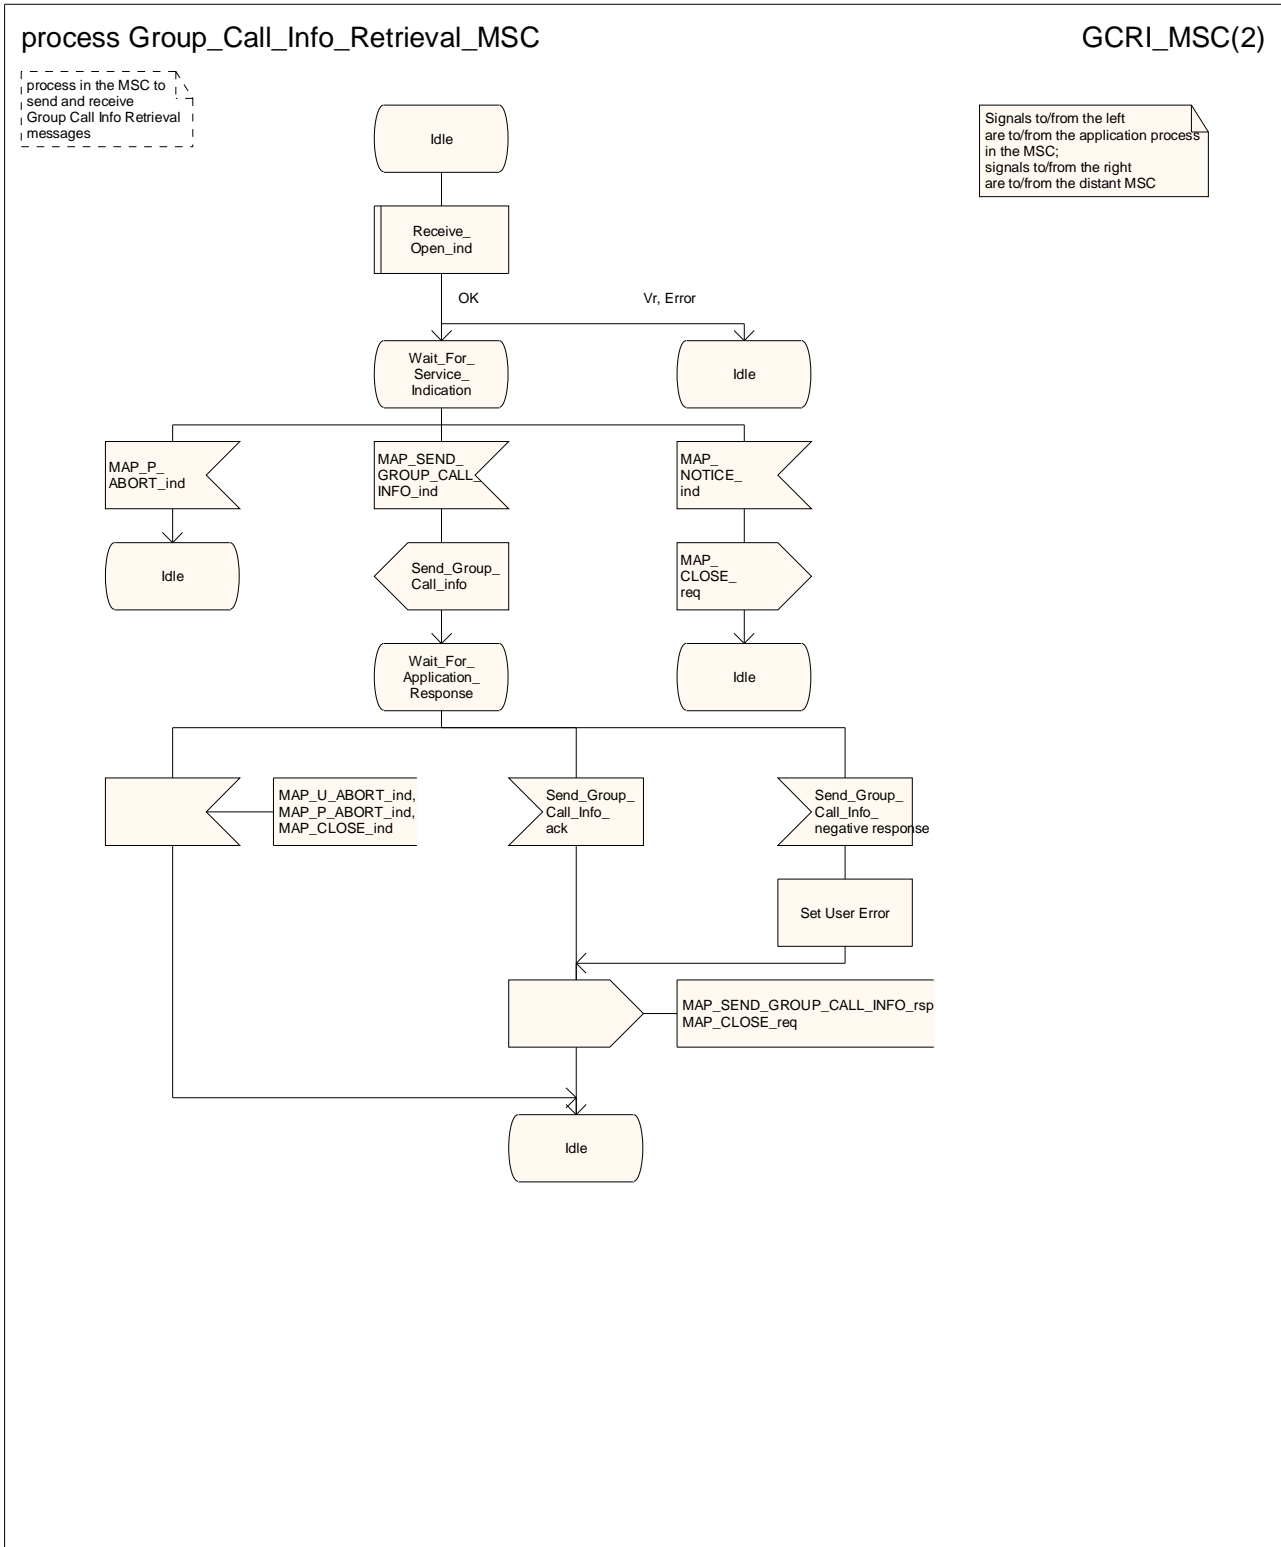 process Group_Call_Info_Retrieval_MSC
GCRI_MSC(2)
process in the MSC to
send and receive
Group Call Info Retrieval
messages
Signals to/from the left
are to/from the application process
in the MSC;
signals to/from the right
are to/from the distant MSC
Idle
Receive_
Open_ind
OK
Vr, Error
Wait_For_
Service_
Indication
Idle
MAP_P_
ABORT_ind
MAP_SEND_
GROUP_CALL_
INFO_ind
MAP_
NOTICE_
ind
Idle
Send_Group_
Call_info
MAP_
CLOSE_
req
Wait_For_
Application_
Response
Idle
MAP_U_ABORT_ind,
MAP_P_ABORT_ind,
MAP_CLOSE_ind
Send_Group_
Call_Info_
ack
Send_Group_
Call_Info_
negative response
Set User Error
MAP_SEND_GROUP_CALL_INFO_rsp
MAP_CLOSE_req
Idle